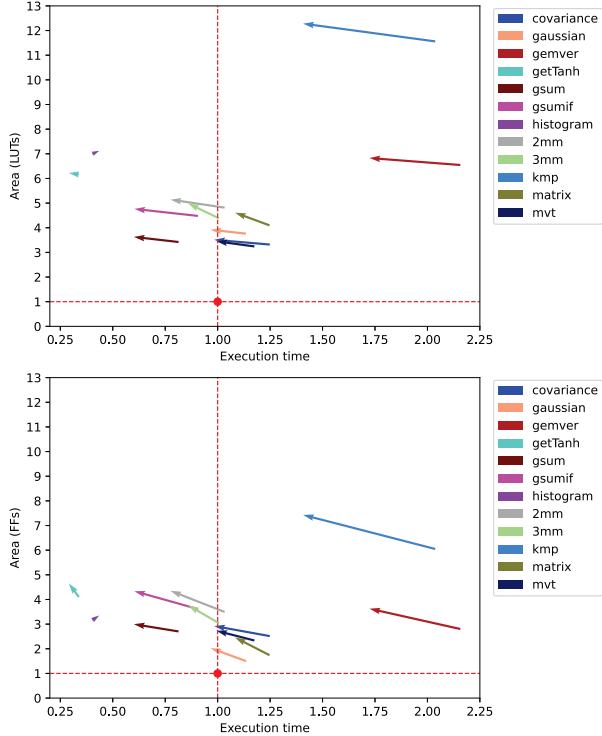 13
12
11
10
9
8
7
6
5
4
3
2
1
0
Area (LUTs)
0.25 0.50 0.75 1.00 1.25 1.50 1.75 2.00 2.25
Execution time
covariance
gaussian
gemver
getTanh
gsum
gsumif
histogram
2mm
3mm
kmp
matrix
mvt
13
12
11
10
9
8
7
6
5
4
3
2
1
0
Area (FFs)
0.25 0.50 0.75 1.00 1.25 1.50 1.75 2.00 2.25
Execution time
covariance
gaussian
gemver
getTanh
gsum
gsumif
histogram
2mm
3mm
kmp
matrix
mvt